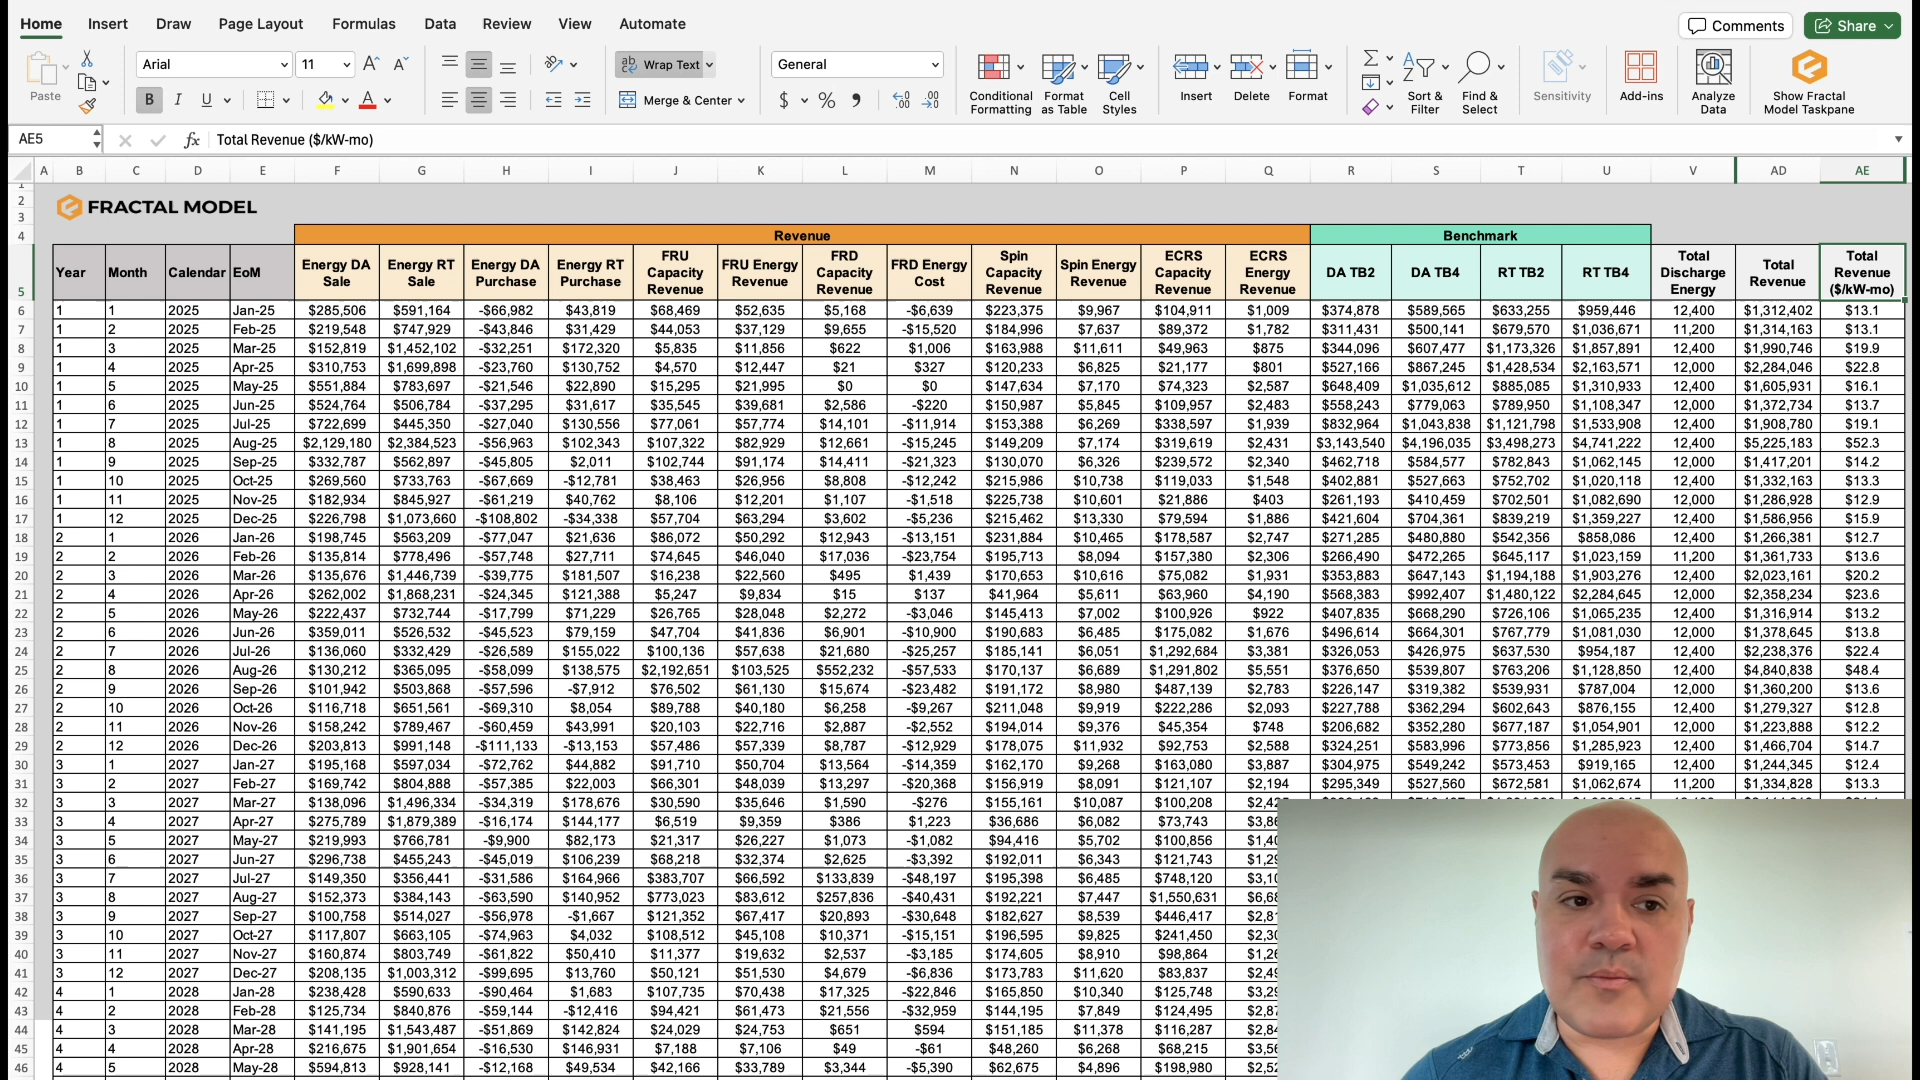 Home Insert Draw Page Layout Formulas Data Review View Automate Comments Share
Paste Arial 11 Wrap Text General Conditional Formatting Format as Table Cell Styles Insert Delete Format Sort & Filter Find & Select Sensitivity Add-ins Analyze Data Show Fractal Model Taskpane
B I U Merge & Center $ % 9
AE5 fx Total Revenue ($/kW-mo)
A B C D E F G H I J K L M N O P Q R S T U V AD AE
FRACTAL MODEL
4 Revenue Benchmark
5 Year Month Calendar EoM Energy DA Sale Energy RT Sale Energy DA Purchase Energy RT Purchase FRU Capacity Revenue FRU Energy Revenue FRD Capacity Revenue FRD Energy Cost Spin Capacity Revenue Spin Energy Revenue ECRS Capacity Revenue ECRS Energy Revenue DA TB2 DA TB4 RT TB2 RT TB4 Total Discharge Energy Total Revenue Total Revenue ($/kW-mo)
6 1 1 2025 Jan-25 $285,506 $591,164 -$66,982 $43,819 $68,469 $52,635 $5,168 -$6,639 $223,375 $9,967 $104,911 $1,009 $374,878 $589,565 $633,255 $959,446 12,400 $1,312,402 $13.1
7 1 2 2025 Feb-25 $219,548 $747,929 -$43,846 $31,429 $44,053 $37,129 $9,655 -$15,520 $184,996 $7,637 $89,372 $1,782 $311,431 $500,141 $679,570 $1,036,671 11,200 $1,314,163 $13.1
8 1 3 2025 Mar-25 $152,819 $1,452,102 -$32,251 $172,320 $5,835 $11,856 $622 $1,006 $163,988 $11,611 $49,963 $875 $344,096 $607,477 $1,173,326 $1,857,891 12,400 $1,990,746 $19.9
9 1 4 2025 Apr-25 $310,753 $1,699,898 -$23,760 $130,752 $4,570 $12,447 $21 $327 $120,233 $6,825 $21,177 $801 $527,166 $867,245 $1,428,534 $2,163,571 12,000 $2,284,046 $22.8
10 1 5 2025 May-25 $551,884 $783,697 -$21,546 $22,890 $15,295 $21,995 $0 $0 $147,634 $7,170 $74,323 $2,587 $648,409 $1,035,612 $885,085 $1,310,933 12,400 $1,605,931 $16.1
11 1 6 2025 Jun-25 $524,764 $506,784 -$37,295 $31,617 $35,545 $39,681 $2,586 -$220 $150,987 $5,845 $109,957 $2,483 $558,243 $779,063 $789,950 $1,108,347 12,000 $1,372,734 $13.7
12 1 7 2025 Jul-25 $722,699 $445,350 -$27,040 $130,556 $77,061 $57,774 $14,101 -$11,914 $153,388 $6,269 $338,597 $1,939 $832,964 $1,043,838 $1,121,798 $1,533,908 12,400 $1,908,780 $19.1
13 1 8 2025 Aug-25 $2,129,180 $2,384,523 -$56,963 $102,343 $107,322 $82,929 $12,661 -$15,245 $149,209 $7,174 $319,619 $2,431 $3,143,540 $4,196,035 $3,498,273 $4,741,222 12,400 $5,225,183 $52.3
14 1 9 2025 Sep-25 $332,787 $562,897 -$45,805 $2,011 $102,744 $91,174 $14,411 -$21,323 $130,070 $6,326 $239,572 $2,340 $462,718 $584,577 $782,843 $1,062,145 12,000 $1,417,201 $14.2
15 1 10 2025 Oct-25 $269,560 $733,763 -$67,669 -$12,781 $38,463 $26,956 $8,808 -$12,242 $215,986 $10,738 $119,033 $1,548 $402,881 $527,663 $752,702 $1,020,118 12,400 $1,332,163 $13.3
16 1 11 2025 Nov-25 $182,934 $845,927 -$61,219 $40,762 $8,106 $12,201 $1,107 -$1,518 $225,738 $10,601 $21,886 $403 $261,193 $410,459 $702,501 $1,082,690 12,000 $1,286,928 $12.9
17 1 12 2025 Dec-25 $226,798 $1,073,660 -$108,802 -$34,338 $57,704 $63,294 $3,602 -$5,236 $215,462 $13,330 $79,594 $1,886 $421,604 $704,361 $839,219 $1,359,227 12,400 $1,586,956 $15.9
18 2 1 2026 Jan-26 $198,745 $563,209 -$77,047 $21,636 $86,072 $50,292 $12,943 -$13,151 $231,884 $10,465 $178,587 $2,747 $271,285 $480,880 $542,356 $858,086 12,400 $1,266,381 $12.7
19 2 2 2026 Feb-26 $135,814 $778,496 -$57,748 $27,711 $74,645 $46,040 $17,036 -$23,754 $195,713 $8,094 $157,380 $2,306 $266,490 $472,265 $645,117 $1,023,159 11,200 $1,361,733 $13.6
20 2 3 2026 Mar-26 $135,676 $1,446,739 -$39,775 $181,507 $16,238 $22,560 $495 $1,439 $170,653 $10,616 $75,082 $1,931 $353,883 $647,143 $1,194,188 $1,903,276 12,400 $2,023,161 $20.2
21 2 4 2026 Apr-26 $262,002 $1,868,231 -$24,345 $121,388 $5,247 $9,834 $15 $137 $41,964 $5,611 $63,960 $4,190 $568,383 $992,407 $1,480,122 $2,284,645 12,000 $2,358,234 $23.6
22 2 5 2026 May-26 $222,437 $732,744 -$17,799 $71,229 $26,765 $28,048 $2,272 -$3,046 $145,413 $7,002 $100,926 $922 $407,835 $668,290 $726,106 $1,065,235 12,400 $1,316,914 $13.2
23 2 6 2026 Jun-26 $359,011 $526,532 -$45,523 $79,159 $47,704 $41,836 $6,901 -$10,900 $190,683 $6,485 $175,082 $1,676 $496,614 $664,301 $767,779 $1,081,030 12,000 $1,378,645 $13.8
24 2 7 2026 Jul-26 $136,060 $332,429 -$26,589 $155,022 $100,136 $57,638 $21,680 -$25,257 $185,141 $6,051 $1,292,684 $3,381 $326,053 $426,975 $637,530 $954,187 12,400 $2,238,376 $22.4
25 2 8 2026 Aug-26 $130,212 $365,095 -$58,099 $138,575 $2,192,651 $103,525 $552,232 -$57,533 $170,137 $6,689 $1,291,802 $5,551 $376,650 $539,807 $763,206 $1,128,850 12,400 $4,840,838 $48.4
26 2 9 2026 Sep-26 $101,942 $503,868 -$57,596 -$7,912 $76,502 $61,130 $15,674 -$23,482 $191,172 $8,980 $487,139 $2,783 $226,147 $319,382 $539,931 $787,004 12,000 $1,360,200 $13.6
27 2 10 2026 Oct-26 $116,718 $651,561 -$69,310 $8,054 $89,788 $40,180 $6,258 -$9,267 $211,048 $9,919 $222,286 $2,093 $227,788 $362,294 $602,643 $876,155 12,400 $1,279,327 $12.8
28 2 11 2026 Nov-26 $158,242 $789,467 -$60,459 $43,991 $20,103 $22,716 $2,887 -$2,552 $194,014 $9,376 $45,354 $748 $206,682 $352,280 $677,187 $1,054,901 12,000 $1,223,888 $12.2
29 2 12 2026 Dec-26 $203,813 $991,148 -$111,133 -$13,153 $57,486 $57,339 $8,787 -$12,929 $178,075 $11,932 $92,753 $2,588 $324,251 $583,996 $773,856 $1,285,923 12,400 $1,466,704 $14.7
30 3 1 2027 Jan-27 $195,168 $597,034 -$72,762 $44,882 $91,710 $50,704 $13,564 -$14,359 $162,170 $9,268 $163,080 $3,887 $304,975 $549,242 $573,453 $919,165 12,400 $1,244,345 $12.4
31 3 2 2027 Feb-27 $169,742 $804,888 -$57,385 $22,003 $66,301 $48,039 $13,297 -$20,368 $156,919 $8,091 $121,107 $2,194 $295,349 $527,560 $672,581 $1,062,674 11,200 $1,334,828 $13.3
32 3 3 2027 Mar-27 $138,096 $1,496,334 -$34,319 $178,676 $30,590 $35,646 $1,590 -$276 $155,161 $10,087 $100,208
33 3 4 2027 Apr-27 $275,789 $1,879,389 -$16,174 $144,177 $6,519 $9,359 $386 $1,223 $36,686 $6,082 $73,743
34 3 5 2027 May-27 $219,993 $766,781 -$9,900 $82,173 $21,317 $26,227 $1,073 -$1,082 $94,416 $5,702 $100,856
35 3 6 2027 Jun-27 $296,738 $455,243 -$45,019 $106,239 $68,218 $32,374 $2,625 -$3,392 $192,011 $6,343 $121,743
36 3 7 2027 Jul-27 $149,350 $356,441 -$31,586 $164,966 $383,707 $66,592 $133,839 -$48,197 $195,398 $6,485 $748,120
37 3 8 2027 Aug-27 $152,373 $384,143 -$63,590 $140,952 $773,023 $83,612 $257,836 -$40,431 $192,221 $7,447 $1,550,631
38 3 9 2027 Sep-27 $100,758 $514,027 -$56,978 -$1,667 $121,352 $67,417 $20,893 -$30,648 $182,627 $8,539 $446,417
39 3 10 2027 Oct-27 $117,807 $663,105 -$74,963 $4,032 $108,512 $45,108 $10,371 -$15,151 $196,595 $9,825 $241,450
40 3 11 2027 Nov-27 $160,874 $803,749 -$61,822 $50,410 $11,377 $19,632 $2,537 -$3,185 $174,605 $8,910 $98,864
41 3 12 2027 Dec-27 $208,135 $1,003,312 -$99,695 $13,760 $50,121 $51,530 $4,679 -$6,836 $173,783 $11,620 $83,837
42 4 1 2028 Jan-28 $238,428 $590,633 -$90,464 $1,683 $107,735 $70,438 $17,325 -$22,846 $165,850 $10,340 $125,748
43 4 2 2028 Feb-28 $125,734 $840,876 -$59,144 -$12,416 $94,421 $61,473 $21,556 -$32,959 $144,195 $7,849 $124,495
44 4 3 2028 Mar-28 $141,195 $1,543,487 -$51,869 $142,824 $24,029 $24,753 $651 $594 $151,185 $11,378 $116,287
45 4 4 2028 Apr-28 $216,675 $1,901,654 -$16,530 $146,931 $7,188 $7,106 $49 -$61 $48,260 $6,268 $68,215
46 4 5 2028 May-28 $594,813 $928,141 -$12,168 $49,534 $42,166 $33,789 $3,344 -$5,390 $62,675 $4,896 $198,980